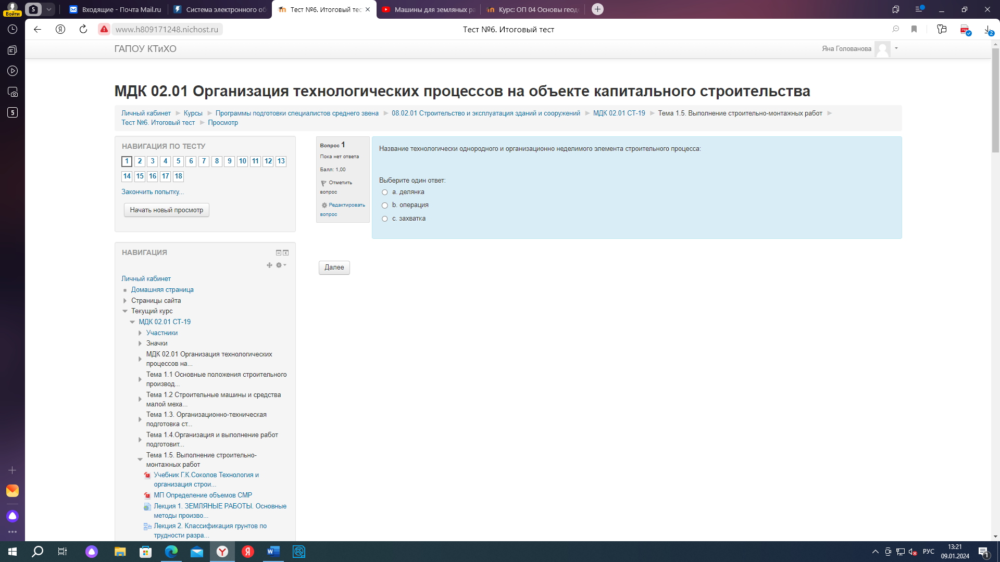 Войти
5
Входящие - Почта Mail.ru
Система электронного об
Тест №6. Итоговый тес
Машины для земляных ра
Курс: ОП 04 Основы геоде
www.h809171248.nichost.ru
Тест №6. Итоговый тест
2
5
ГАПОУ КТиХО
Яна Голованова
МДК 02.01 Организация технологических процессов на объекте капитального строительства
Личный кабинет ► Курсы ► Программы подготовки специалистов среднего звена ► 08.02.01 Строительство и эксплуатация зданий и сооружений ► МДК 02.01 СТ-19 ► Тема 1.5. Выполнение строительно-монтажных работ ►
Тест №6. Итоговый тест ► Просмотр
НАВИГАЦИЯ ПО ТЕСТУ
1 2 3 4 5 6 7 8 9 10 11 12 13
14 15 16 17 18
Закончить попытку...
Начать новый просмотр
Вопрос 1
Пока нет ответа
Балл: 1,00
Отметить
вопрос
Редактировать
вопрос
Название технологически однородного и организационно неделимого элемента строительного процесса:
Выберите один ответ:
a. делянка
b. операция
c. захватка
Далее
НАВИГАЦИЯ
Личный кабинет
Домашняя страница
Страницы сайта
Текущий курс
МДК 02.01 СТ-19
Участники
Значки
МДК 02.01 Организация технологических
процессов на...
Тема 1.1 Основные положения строительного
производ...
Тема 1.2 Строительные машины и средства
малой меха...
Тема 1.3. Организационно-техническая
подготовка ст...
Тема 1.4.Организация и выполнение работ
подготовит...
Тема 1.5. Выполнение строительно-
монтажных работ
Учебник Г.К.Соколов Технология и
организация строи...
МП Определение объемов СМР
Лекция 1. ЗЕМЛЯНЫЕ РАБОТЫ. Основные
методы произво...
Лекция 2. Классификация грунтов по
трудности разра...
РУС
13:21
09.01.2024
1